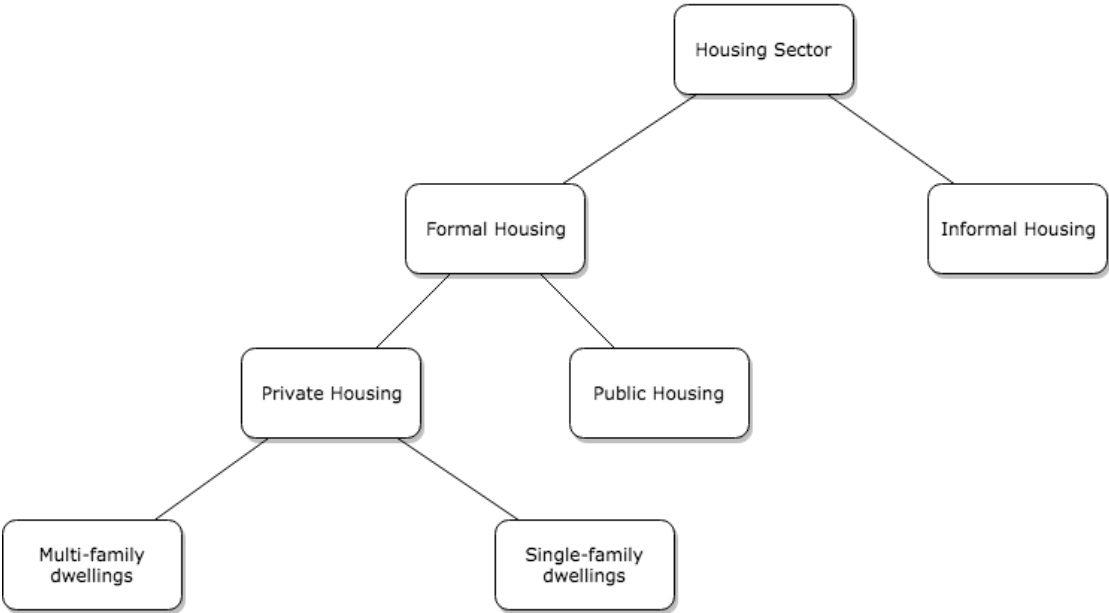 Housing Sector
Formal Housing
Informal Housing
Private Housing
Public Housing
Multi-family
dwellings
Single-family
dwellings